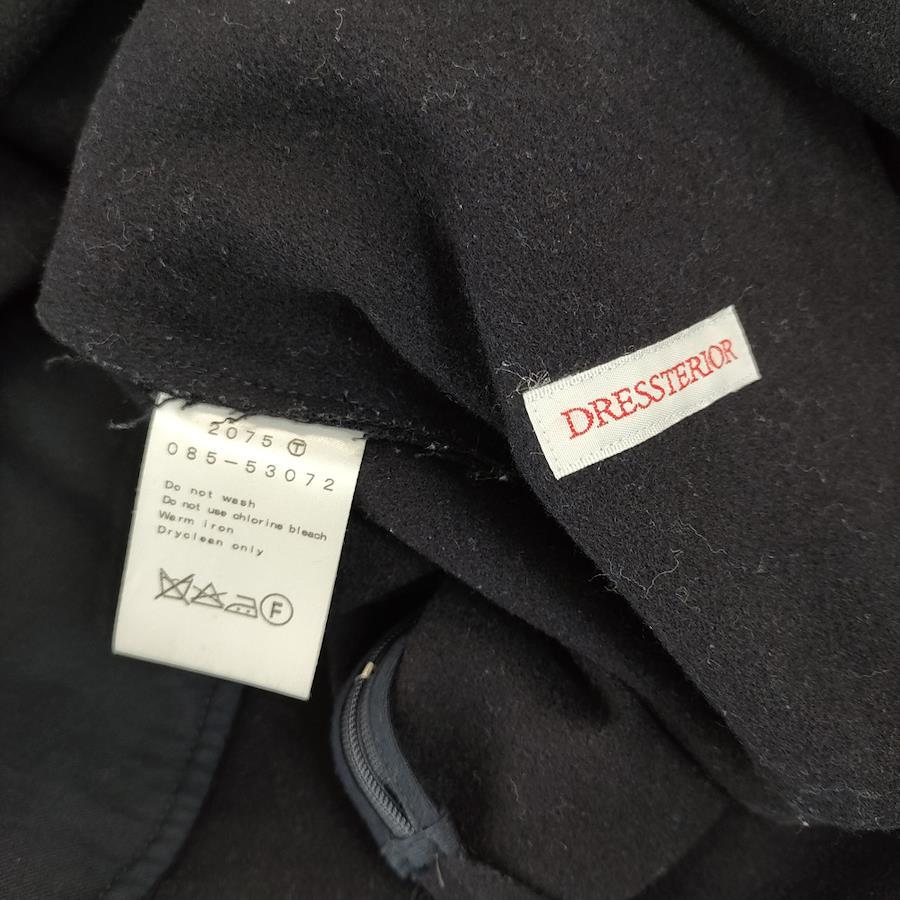 2075 Ⓣ
085-53072
Do not wash
Do not use chlorine bleach
Warm iron
Dryclean only
F
DRESSTERIOR